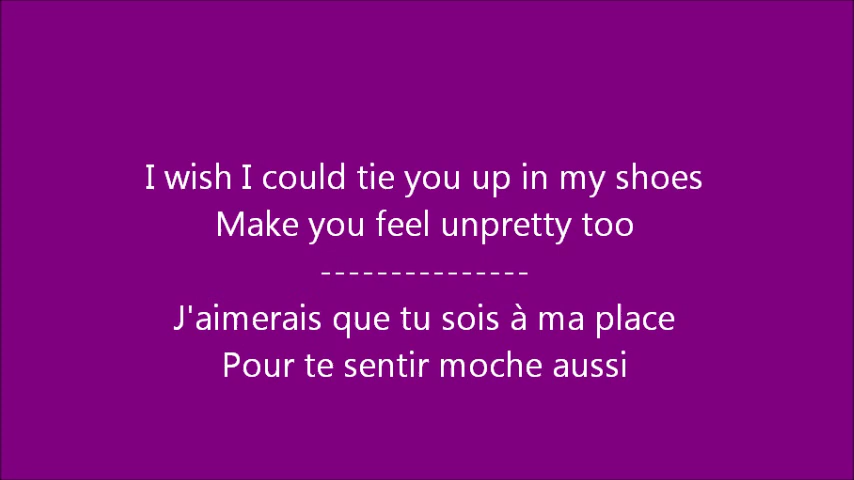 I wish I could tie you up in my shoes
Make you feel unpretty too
---------------
J'aimerais que tu sois à ma place
Pour te sentir moche aussi